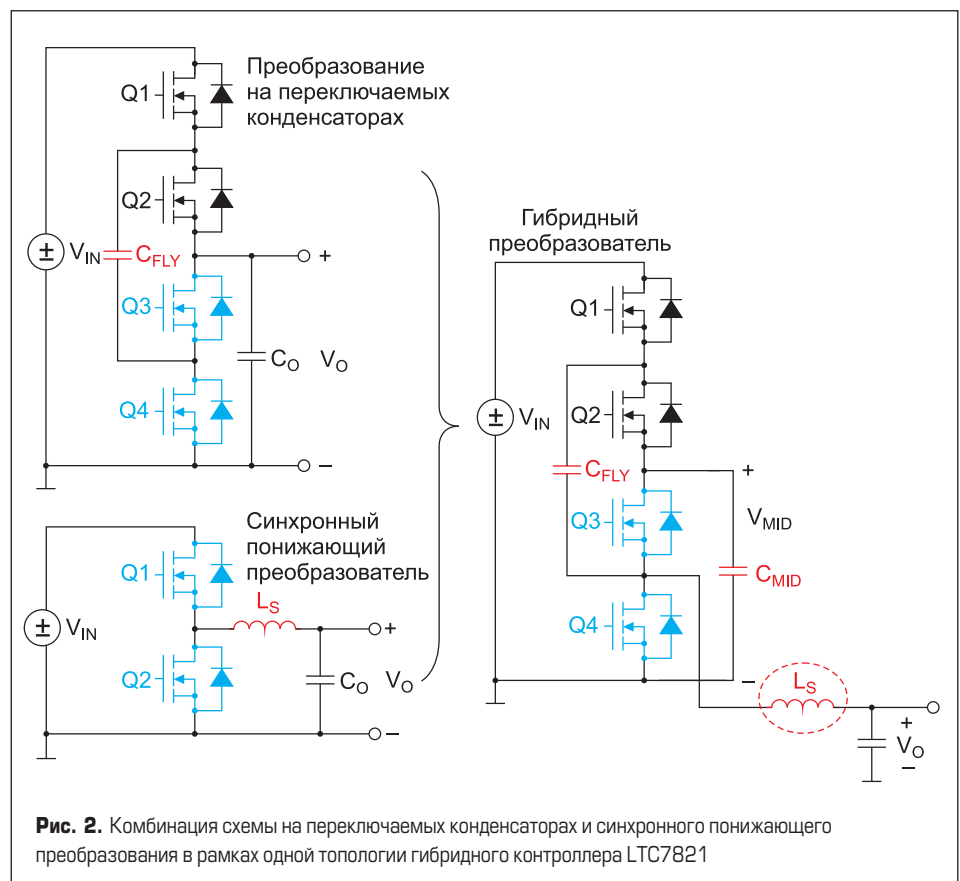 Преобразование
на переключаемых
конденсаторах
Q1
Q2
± V_IN
C_FLY
Q3
Q4
+
C_O V_O
–
Синхронный
понижающий
преобразователь
Q1
± V_IN
L_S
Q2
+
C_O V_O
–
Гибридный
преобразователь
Q1
Q2
± V_IN
C_FLY
+
Q3
V_MID
C_MID
Q4
–
L_S
+
V_O
–
Рис. 2. Комбинация схемы на переключаемых конденсаторах и синхронного понижающего
преобразования в рамках одной топологии гибридного контроллера LTC7821